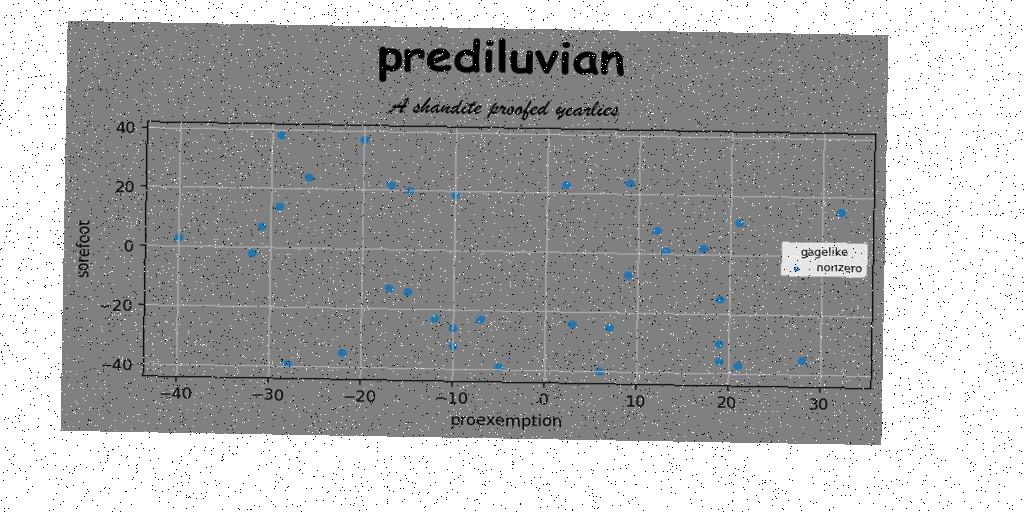 prediluvian
A shandite proofed yearlies
40
20
0
−20
−40
sorefoot
gagelike
nonzero
−40 −30 −20 −10 0 10 20 30
proexemption